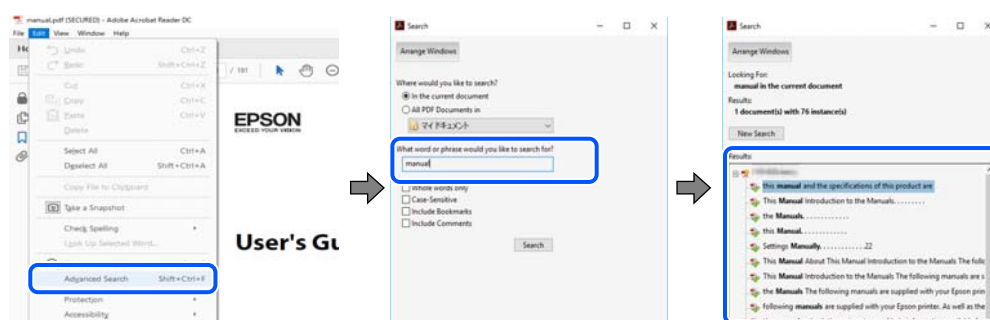 manual.pdf (SECURED) - Adobe Acrobat Reader DC
File Edit View Window Help
Undo Ctrl+Z
Redo Shift+Ctrl+Z
Cut Ctrl+X
Copy Ctrl+C
Paste Ctrl+V
Delete
Select All Ctrl+A
Deselect All Shift+Ctrl+A
Copy File to Clipboard
Take a Snapshot
Check Spelling
Look Up Selected Word...
Advanced Search Shift+Ctrl+F
Protection
Accessibility
/ 181
EPSON
EXCEED YOUR VISION
User's Gu
Search
Arrange Windows
Where would you like to search?
In the current document
All PDF Documents in
マイ ドキュメント
What word or phrase would you like to search for?
manual
Whole words only
Case-Sensitive
Include Bookmarks
Include Comments
Search
Search
Arrange Windows
Looking For:
manual in the current document
Results:
1 document(s) with 76 instance(s)
New Search
Results:
this manual and the specifications of this product are
This Manual Introduction to the Manuals. . . . . . . . .
the Manuals. . . . . . . . . . . . .
this Manual. . . . . . . . . . . . .
Settings Manually. . . . . . . . . . . . .22
This Manual About This Manual Introduction to the Manuals The follo
This Manual Introduction to the Manuals The following manuals are s
the Manuals The following manuals are supplied with your Epson prin
following manuals are supplied with your Epson printer. As well as the